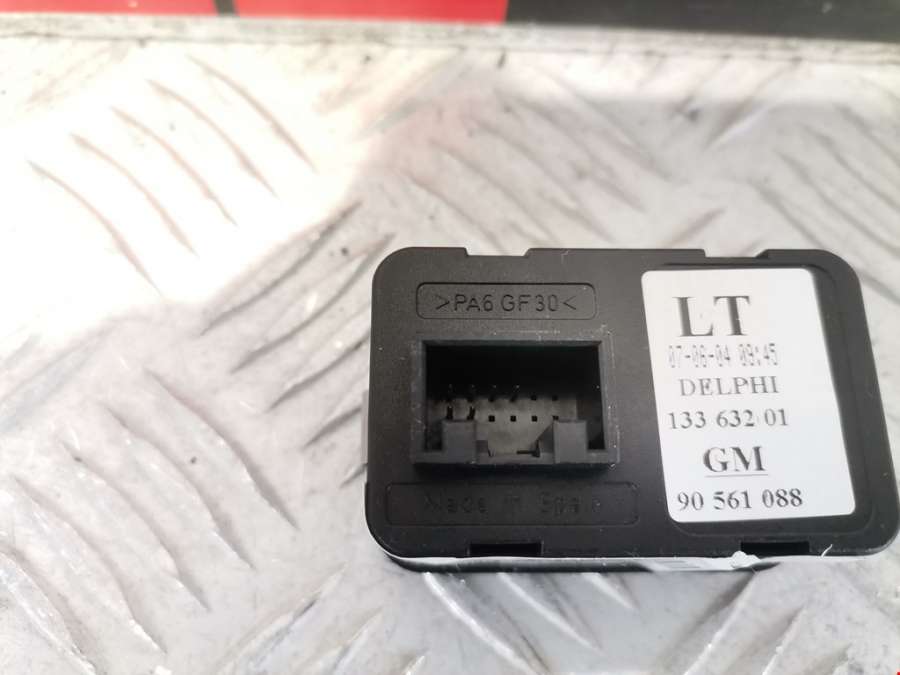 >PA6 GF30<
Made in Spain
LT
07-06-04 09:45
DELPHI
133 632 01
GM
90 561 088